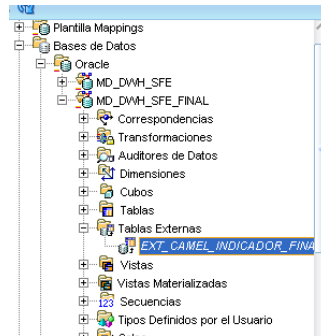 Plantilla Mappings
Bases de Datos
Oracle
MD_DWH_SFE
MD_DWH_SFE_FINAL
Correspondencias
Transformaciones
Auditores de Datos
Dimensiones
Cubos
Tablas
Tablas Externas
EXT_CAMEL_INDICADOR_FINA
Vistas
Vistas Materializadas
123 Secuencias
Tipos Definidos por el Usuario